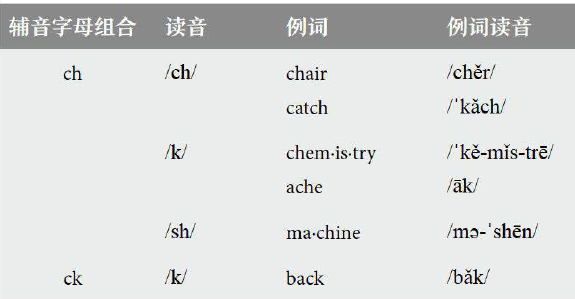 辅音字母组合 读音 例词 例词读音
ch /ch/ chair /chĕr/
catch /ˈkăch/
/k/ chem·is·try /ˈkĕ-mĭs-trē/
ache /āk/
/sh/ ma·chine /mə-ˈshēn/
ck /k/ back /băk/